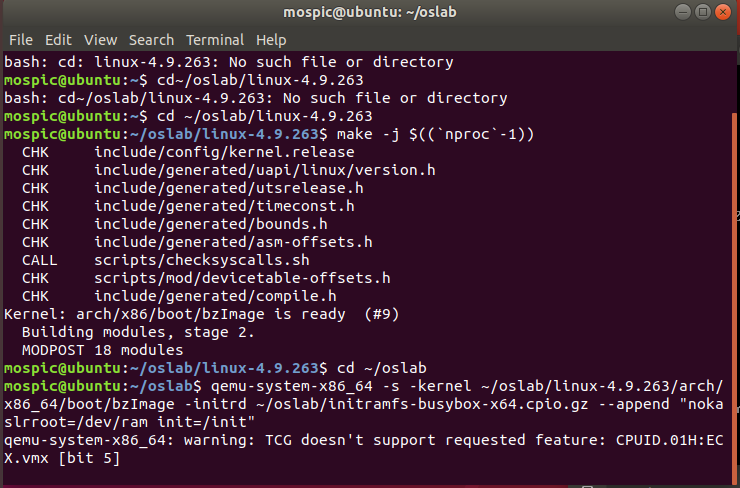 mospic@ubuntu: ~/oslab
File Edit View Search Terminal Help
bash: cd: linux-4.9.263: No such file or directory
mospic@ubuntu:~$ cd~/oslab/linux-4.9.263
bash: cd~/oslab/linux-4.9.263: No such file or directory
mospic@ubuntu:~$ cd ~/oslab/linux-4.9.263
mospic@ubuntu:~/oslab/linux-4.9.263$ make -j $((`nproc`-1))
CHK include/config/kernel.release
CHK include/generated/uapi/linux/version.h
CHK include/generated/utsrelease.h
CHK include/generated/timeconst.h
CHK include/generated/bounds.h
CHK include/generated/asm-offsets.h
CALL scripts/checksyscalls.sh
CHK scripts/mod/devicetable-offsets.h
CHK include/generated/compile.h
Kernel: arch/x86/boot/bzImage is ready (#9)
Building modules, stage 2.
MODPOST 18 modules
mospic@ubuntu:~/oslab/linux-4.9.263$ cd ~/oslab
mospic@ubuntu:~/oslab$ qemu-system-x86_64 -s -kernel ~/oslab/linux-4.9.263/arch/
x86_64/boot/bzImage -initrd ~/oslab/initramfs-busybox-x64.cpio.gz --append "noka
slrroot=/dev/ram init=/init"
qemu-system-x86_64: warning: TCG doesn't support requested feature: CPUID.01H:EC
X.vmx [bit 5]